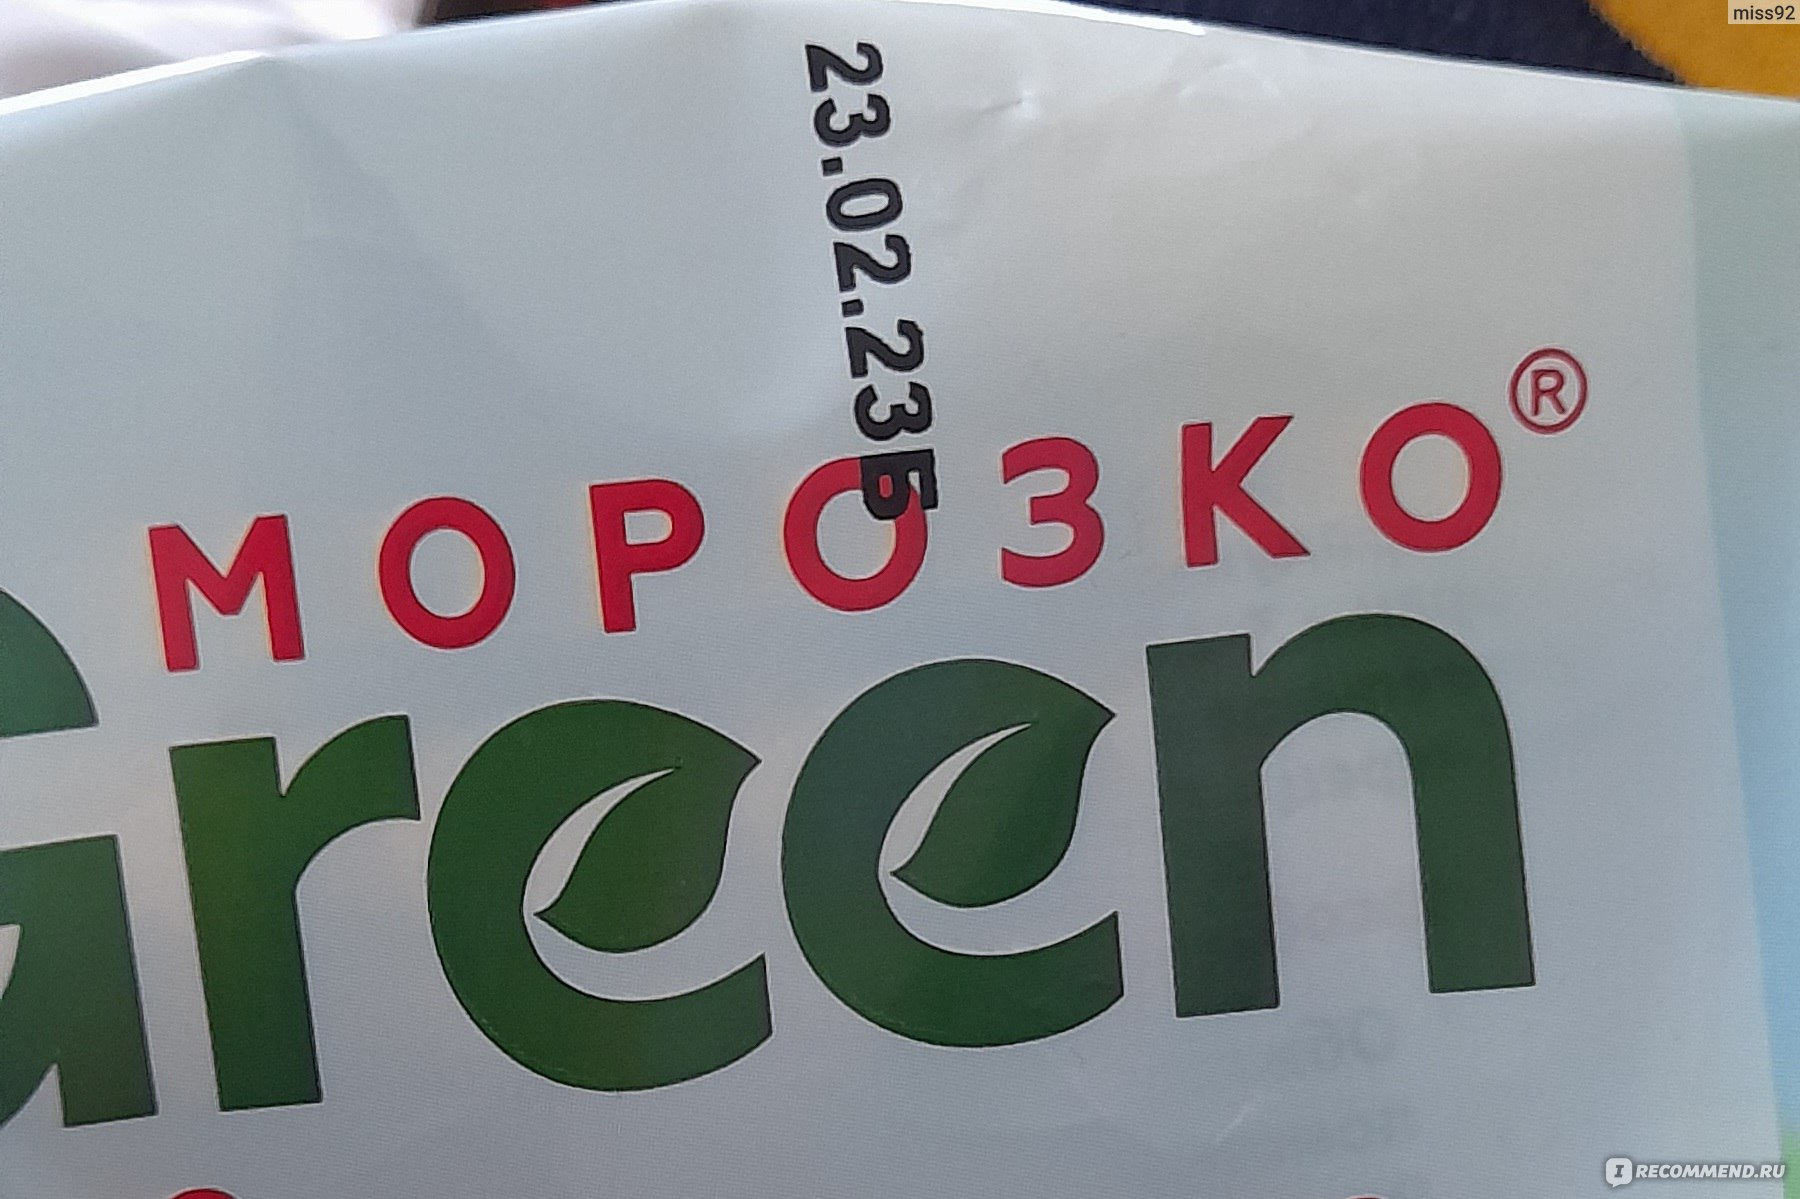 miss92
23.02.23Б
МОРОЗКО®
Green
RECOMMEND.RU